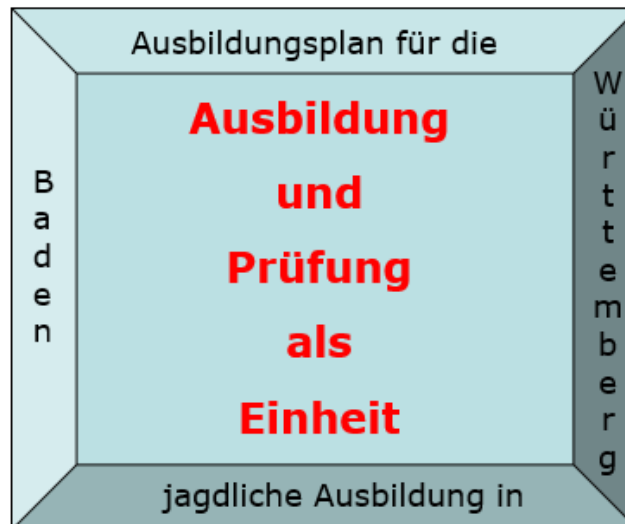 Ausbildungsplan für die
Baden
Ausbildung
und
Prüfung
als
Einheit
Württemberg
jagdliche Ausbildung in